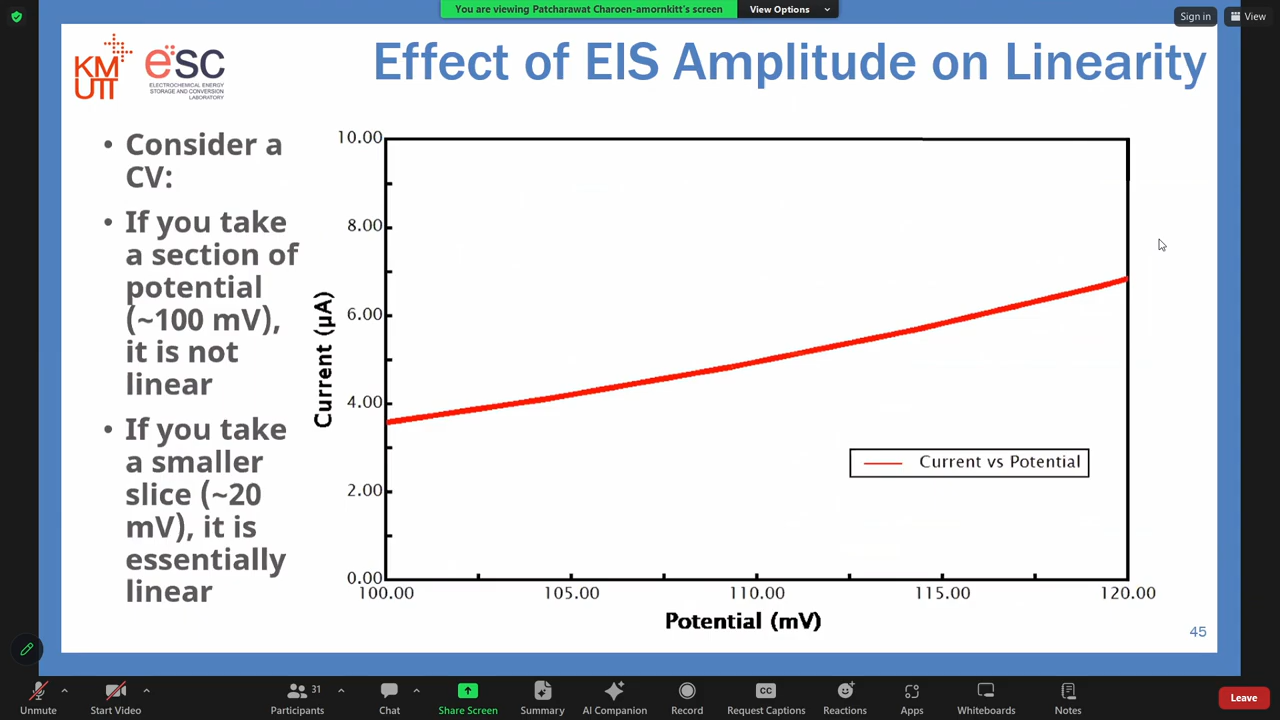 You are viewing Patcharawat Charoen-amornkitt's screen
View Options
Sign in
View
KM
UTT
esc
ELECTROCHEMICAL ENERGY
STORAGE AND CONVERSION
LABORATORY
Effect of EIS Amplitude on Linearity
• Consider a
CV:
• If you take
a section of
potential
(~100 mV),
it is not
linear
• If you take
a smaller
slice (~20
mV), it is
essentially
linear
10.00
8.00
6.00
4.00
2.00
0.00
Current (µA)
Current vs Potential
100.00
105.00
110.00
115.00
120.00
Potential (mV)
45
Unmute
Start Video
Participants
31
Chat
Share Screen
Summary
AI Companion
Record
CC
Request Captions
Reactions
Apps
Whiteboards
Notes
Leave